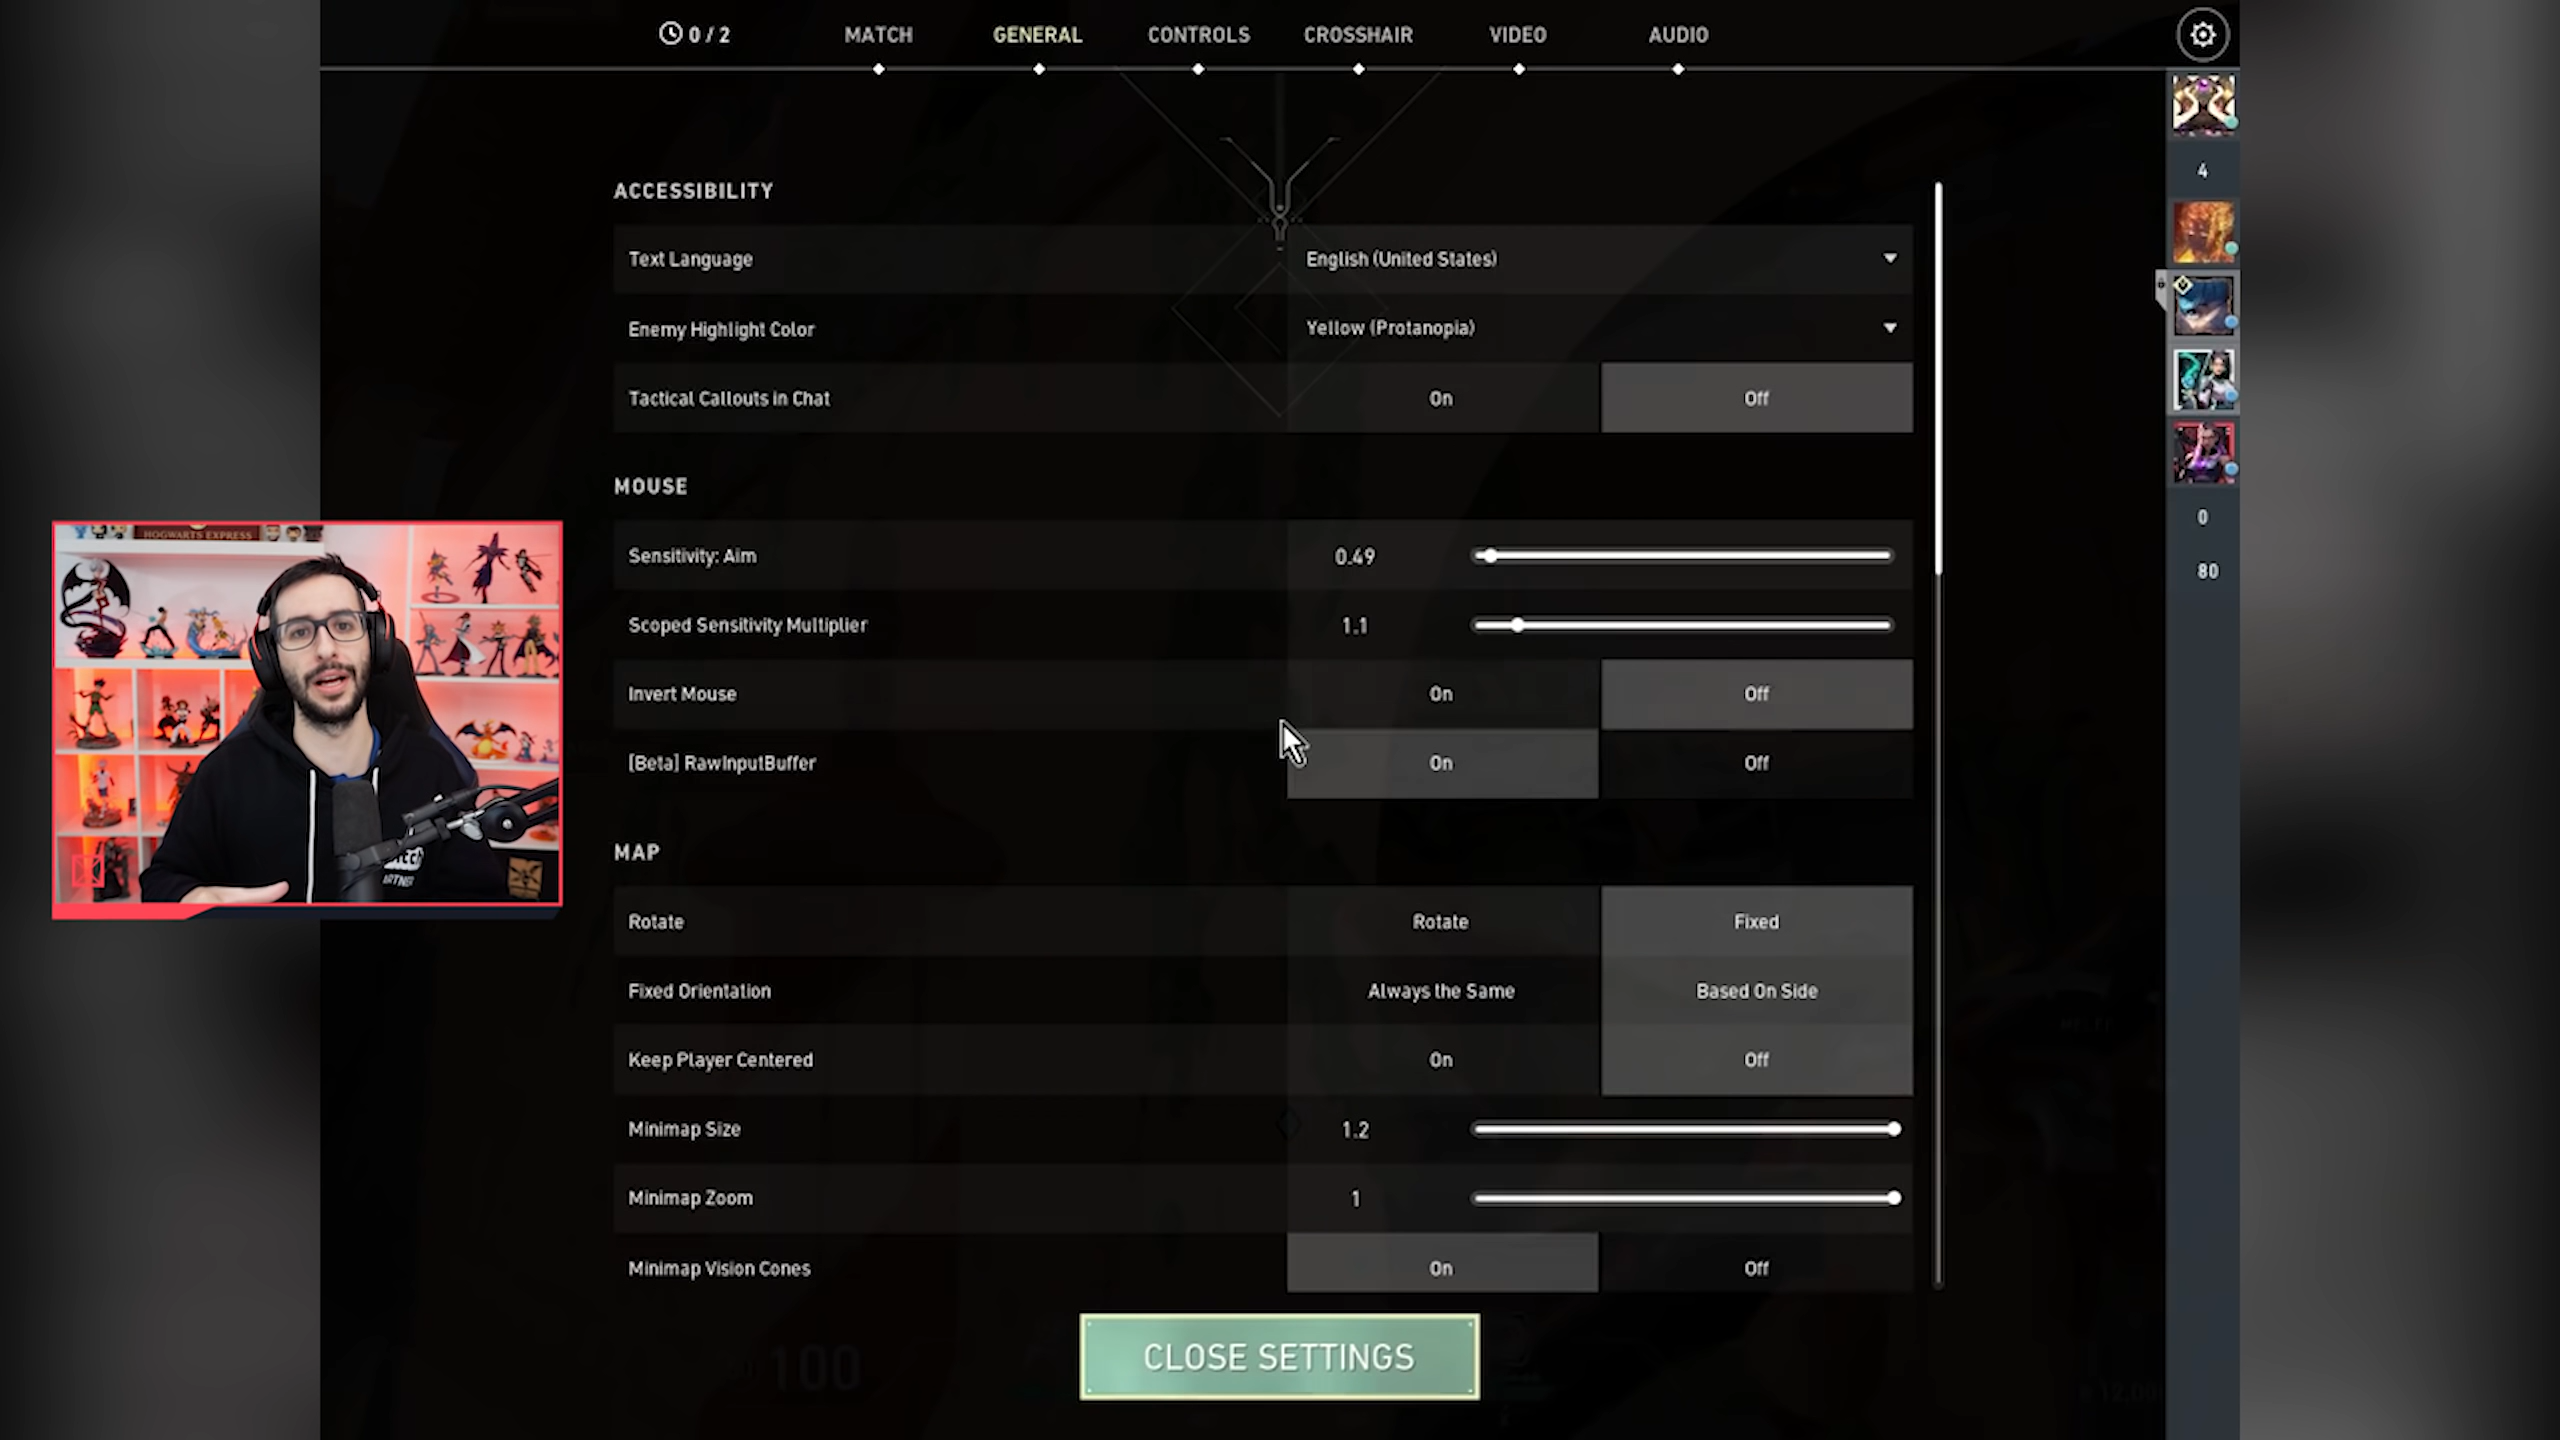 0 / 2
MATCH
GENERAL
CONTROLS
CROSSHAIR
VIDEO
AUDIO
ACCESSIBILITY
Text Language
English (United States)
Enemy Highlight Color
Yellow (Protanopia)
Tactical Callouts in Chat
On
Off
MOUSE
Sensitivity: Aim
0.49
Scoped Sensitivity Multiplier
1.1
Invert Mouse
On
Off
[Beta] RawInputBuffer
On
Off
MAP
Rotate
Rotate
Fixed
Fixed Orientation
Always the Same
Based On Side
Keep Player Centered
On
Off
Minimap Size
1.2
Minimap Zoom
1
Minimap Vision Cones
On
Off
CLOSE SETTINGS
100
4
0
80
HOGWARTS EXPRESS